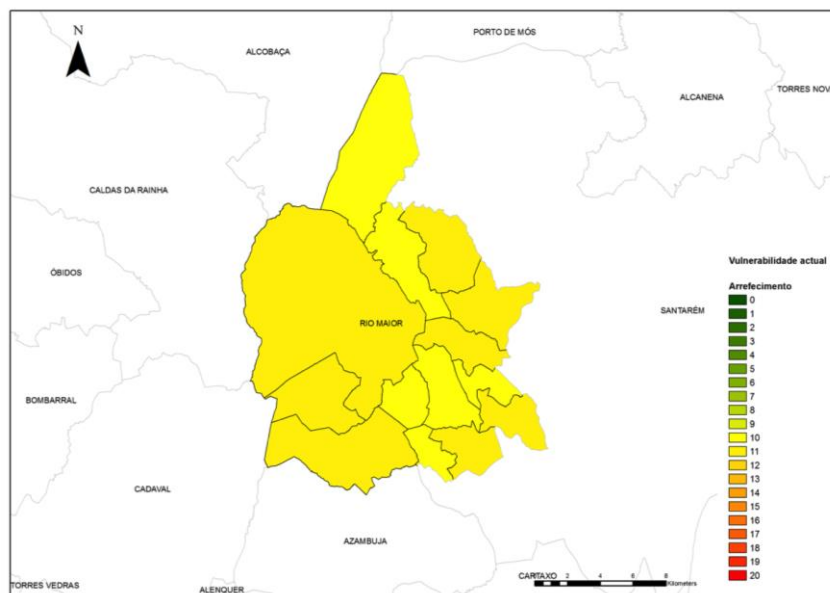 N
PORTO DE MÓS
ALCOBAÇA
TORRES NOV
ALCANENA
CALDAS DA RAINHA
ÓBIDOS
Vulnerabilidade actual
Arrefecimento
0
1
2
3
4
5
6
7
8
9
10
11
12
13
14
15
16
17
18
19
20
SANTARÉM
RIO MAIOR
BOMBARRAL
CADAVAL
AZAMBUJA
CARTAXO
TORRES VEDRAS
ALENQUER
2 4 6 8
Kilometers